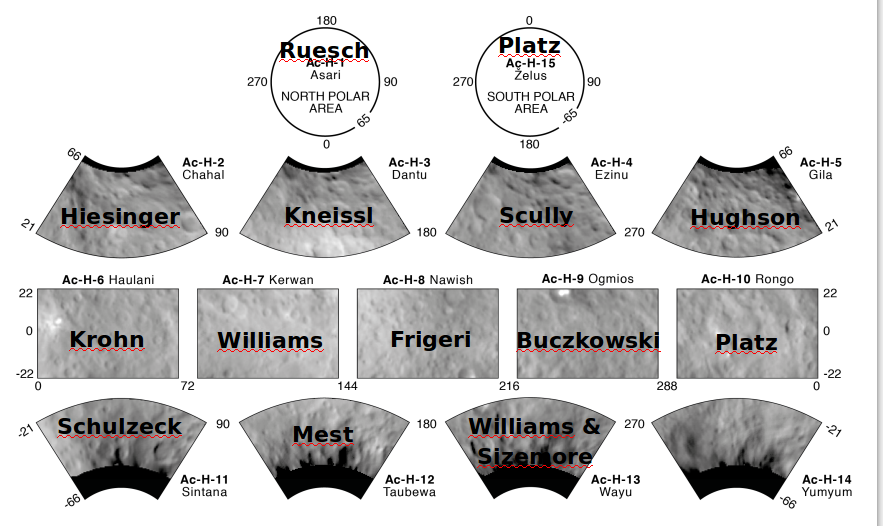 180
0
Ruesch
Platz
Ac-H-1
Asari
Ac-H-15
Želus
270
90
270
90
NORTH POLAR
AREA
SOUTH POLAR
AREA
65
-65
0
180
66
Ac-H-2
Chahal
Ac-H-3
Dantu
Ac-H-4
Ezinu
66
Ac-H-5
Gila
Hiesinger
Kneissl
Scully
Hughson
21
90
180
270
21
Ac-H-6 Haulani
Ac-H-7 Kerwan
Ac-H-8 Nawish
Ac-H-9 Ogmios
Ac-H-10 Rongo
22
22
0
Krohn
Williams
Frigeri
Buczkowski
Platz
0
-22
-22
0
72
144
216
288
0
-21
Schulzeck
90
Mest
180
Williams &
Sizemore
270
-21
-66
Ac-H-11
Sintana
Ac-H-12
Taubewa
Ac-H-13
Wayu
-66
Ac-H-14
Yumyum